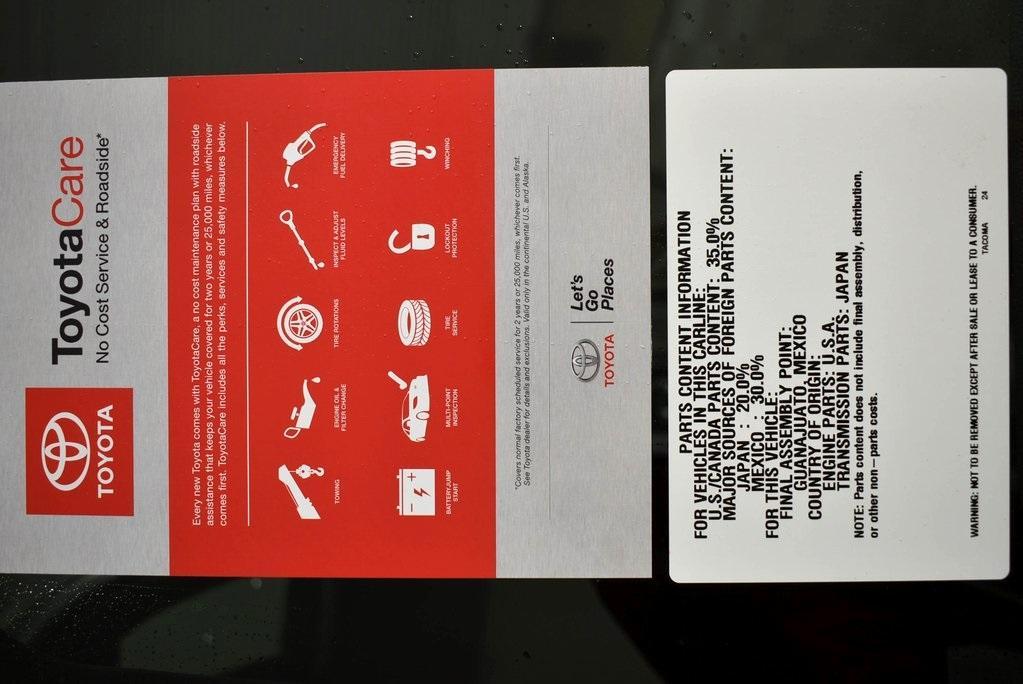 TOYOTA
ToyotaCare
No Cost Service & Roadside*
Every new Toyota comes with ToyotaCare, a no cost maintenance plan with roadside
assistance that keeps your vehicle covered for two years or 25,000 miles, whichever
comes first. ToyotaCare includes all the perks, services and safety measures below.
TOWING
ENGINE OIL &
FILTER CHANGE
TIRE ROTATIONS
INSPECT & ADJUST
FLUID LEVELS
EMERGENCY
FUEL DELIVERY
BATTERY/JUMP
START
MULTI-POINT
INSPECTION
TIRE
SERVICE
LOCKOUT
PROTECTION
WINCHING
*Covers normal factory scheduled service for 2 years or 25,000 miles, whichever comes first.
See Toyota dealer for details and exclusions. Valid only in the continental U.S. and Alaska.
TOYOTA
Let's
Go
Places
PARTS CONTENT INFORMATION
FOR VEHICLES IN THIS CARLINE:
U.S./CANADA PARTS CONTENT: 35.0%
MAJOR SOURCES OF FOREIGN PARTS CONTENT:
JAPAN : 20.0%
MEXICO : 30.0%
FOR THIS VEHICLE:
FINAL ASSEMBLY POINT:
GUANAJUATO, MEXICO
COUNTRY OF ORIGIN:
ENGINE PARTS: U.S.A.
TRANSMISSION PARTS: JAPAN
NOTE: Parts content does not include final assembly, distribution,
or other non-parts costs.
WARNING: NOT TO BE REMOVED EXCEPT AFTER SALE OR LEASE TO A CONSUMER.
TACOMA 24